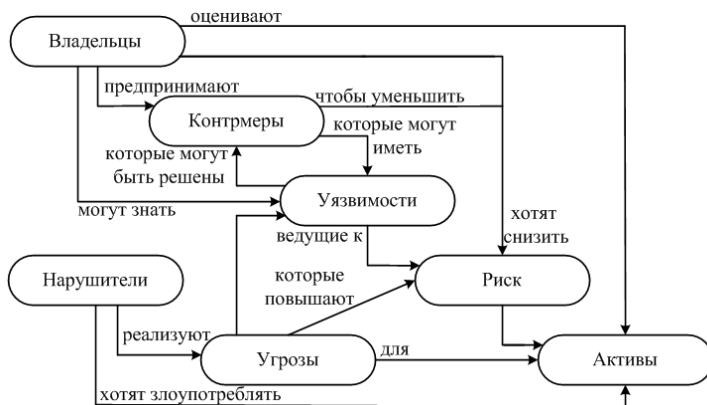 оценивают
Владельцы
предпринимают
чтобы уменьшить
Контрмеры
которые могут
иметь
которые могут
быть решены
Уязвимости
могут знать
хотят
снизить
ведущие к
Нарушители
которые
повышают
Риск
реализуют
Угрозы
для
Активы
хотят злоупотреблять